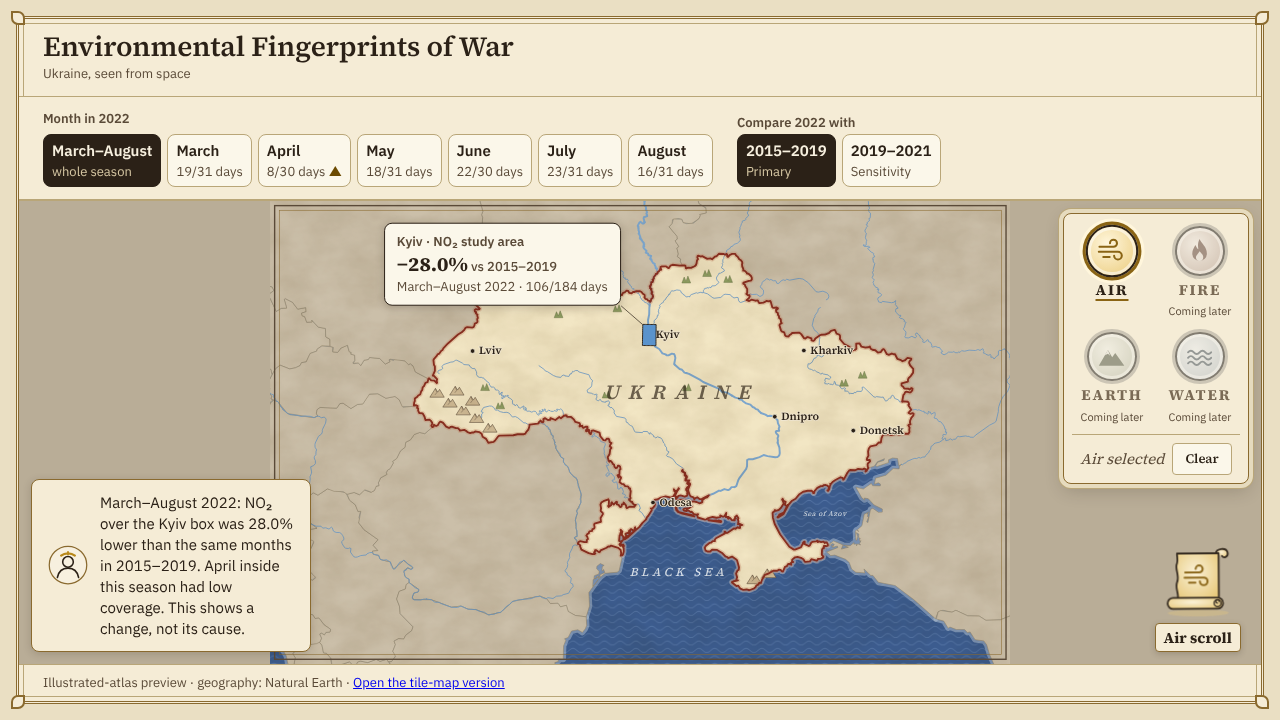 Environmental Fingerprints of War
Ukraine, seen from space
Month in 2022
March–August
whole season
March
19/31 days
April
8/30 days ▲
May
18/31 days
June
22/30 days
July
23/31 days
August
16/31 days
Compare 2022 with
2015–2019
Primary
2019–2021
Sensitivity
Kyiv · NO₂ study area
−28.0% vs 2015–2019
March–August 2022 · 106/184 days
Kyiv
Lviv
Kharkiv
UKRAINE
Dnipro
Donetsk
Odesa
Sea of Azov
BLACK SEA
AIR
FIRE
Coming later
EARTH
Coming later
WATER
Coming later
Air selected
Clear
March–August 2022: NO₂
over the Kyiv box was 28.0%
lower than the same months
in 2015–2019. April inside
this season had low
coverage. This shows a
change, not its cause.
Air scroll
Illustrated-atlas preview · geography: Natural Earth · Open the tile-map version